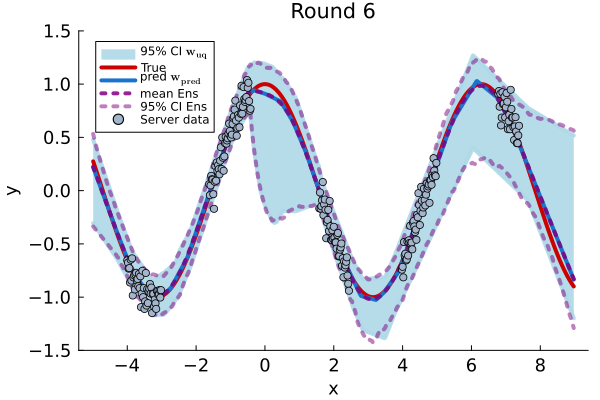 Round 6
1.5
1.0
0.5
0.0
−0.5
−1.0
−1.5
y
95% CI w_uq
True
pred w_pred
mean Ens
95% CI Ens
Server data
−4 −2 0 2 4 6 8
x